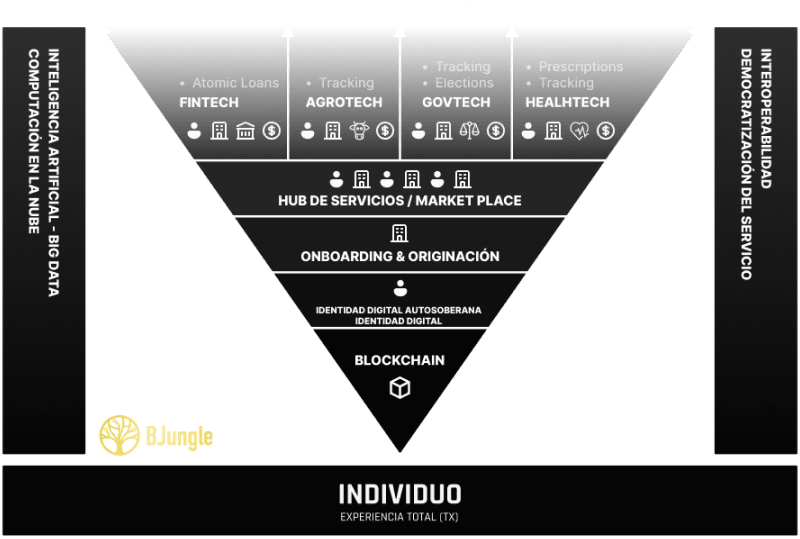 INTELIGENCIA ARTIFICIAL - BIG DATA
COMPUTACIÓN EN LA NUBE
• Atomic Loans
FINTECH
• Tracking
AGROTECH
• Tracking
• Elections
GOVTECH
• Prescriptions
• Tracking
HEALHTECH
HUB DE SERVICIOS / MARKET PLACE
ONBOARDING & ORIGINACIÓN
IDENTIDAD DIGITAL AUTOSOBERANA
IDENTIDAD DIGITAL
BLOCKCHAIN
INTEROPERABILIDAD
DEMOCRATIZACIÓN DEL SERVICIO
BJungle
INDIVIDUO
EXPERIENCIA TOTAL (TX)